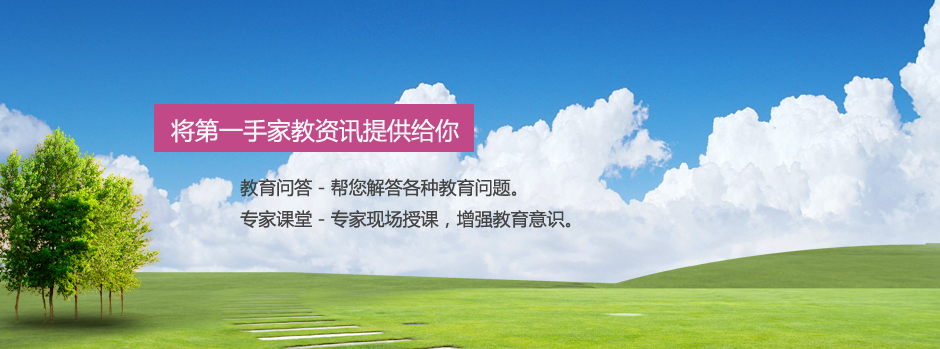 将第一手家教资讯提供给你
教育问答 - 帮您解答各种教育问题。
专家课堂 - 专家现场授课，增强教育意识。